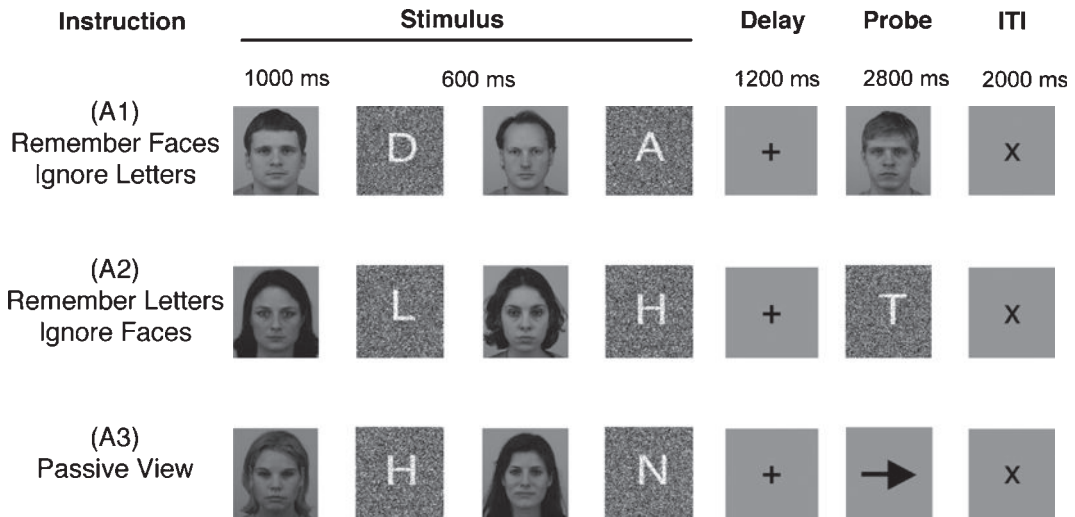 Instruction Stimulus Delay Probe ITI
1000 ms 600 ms 1200 ms 2800 ms 2000 ms
(A1)
Remember Faces
Ignore Letters
D A + x
(A2)
Remember Letters
Ignore Faces
L H + T x
(A3)
Passive View
H N + x